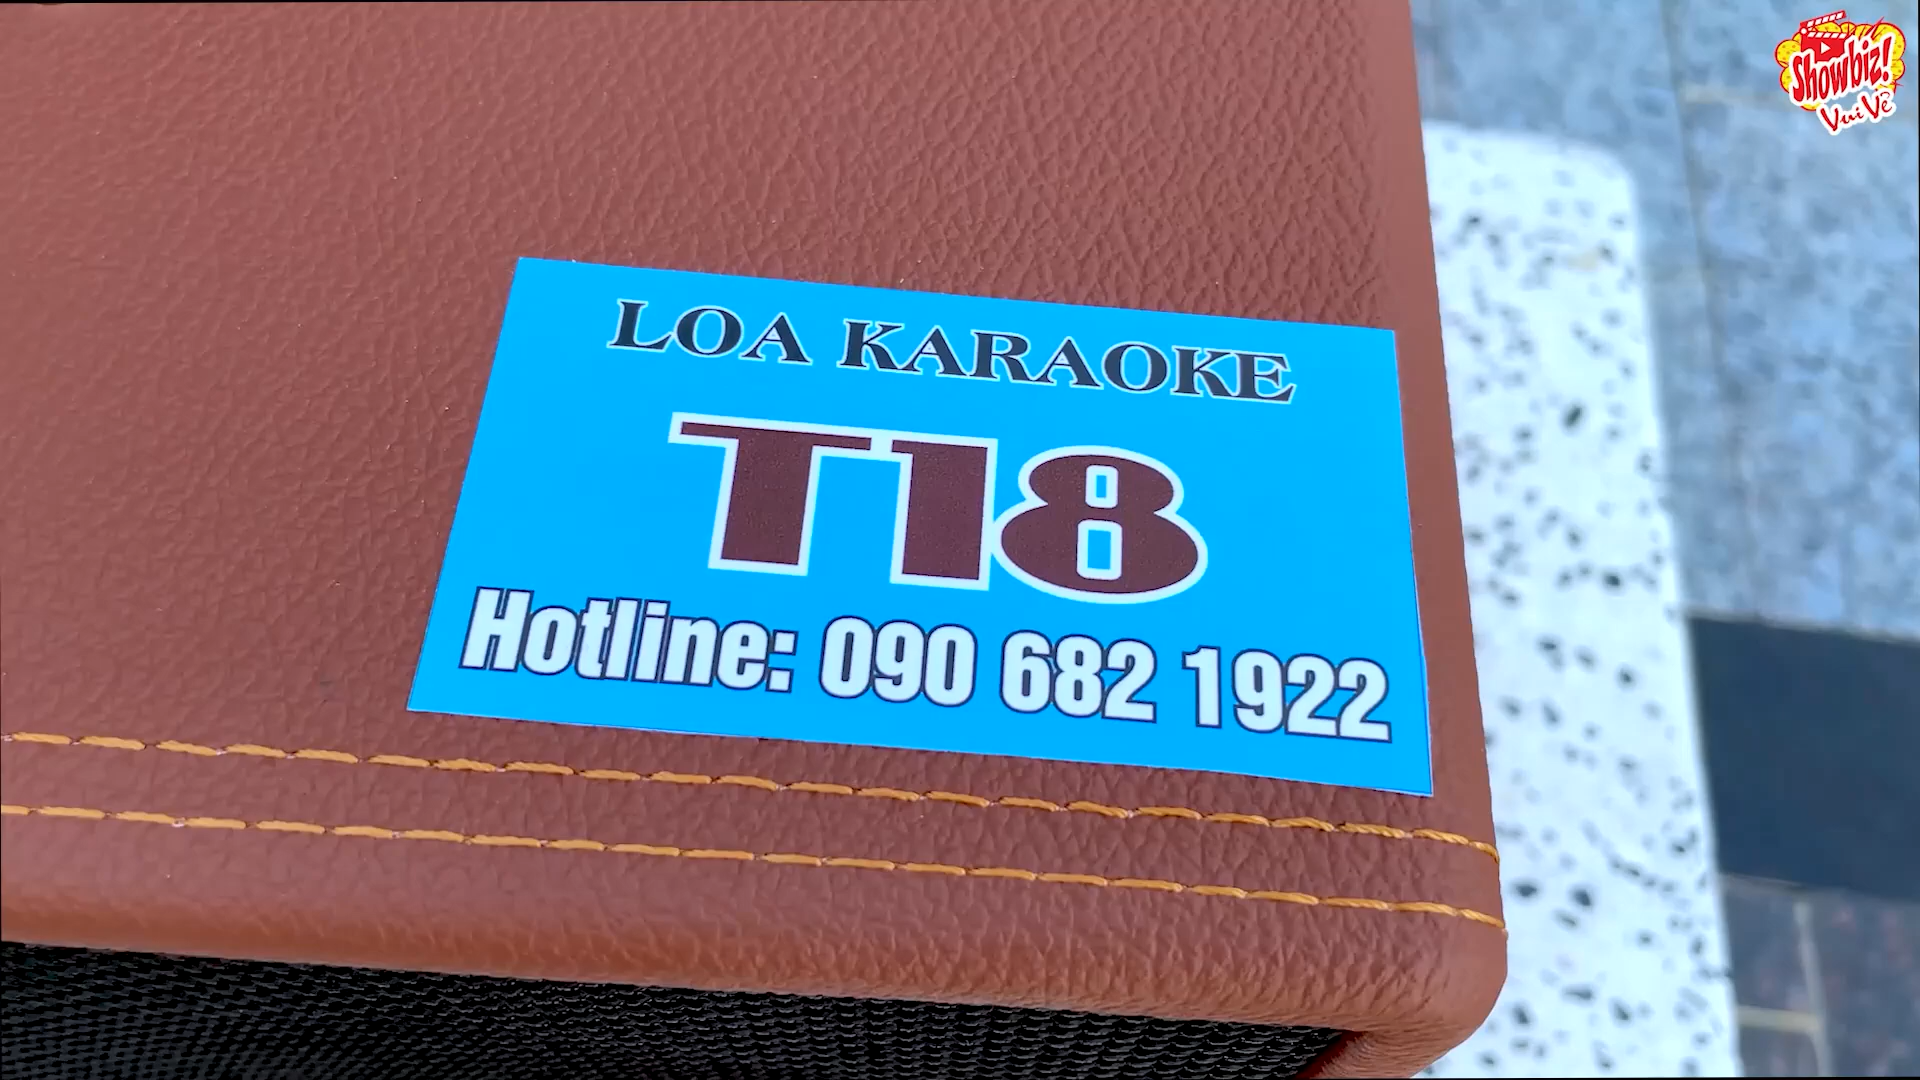 Showbiz!
Vui Vẻ
LOA KARAOKE
T18
Hotline: 090 682 1922